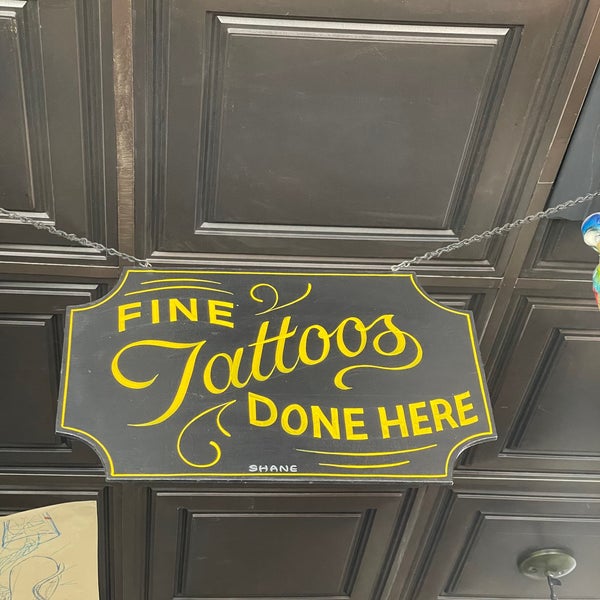 FINE
Tattoos
DONE HERE
SHANE